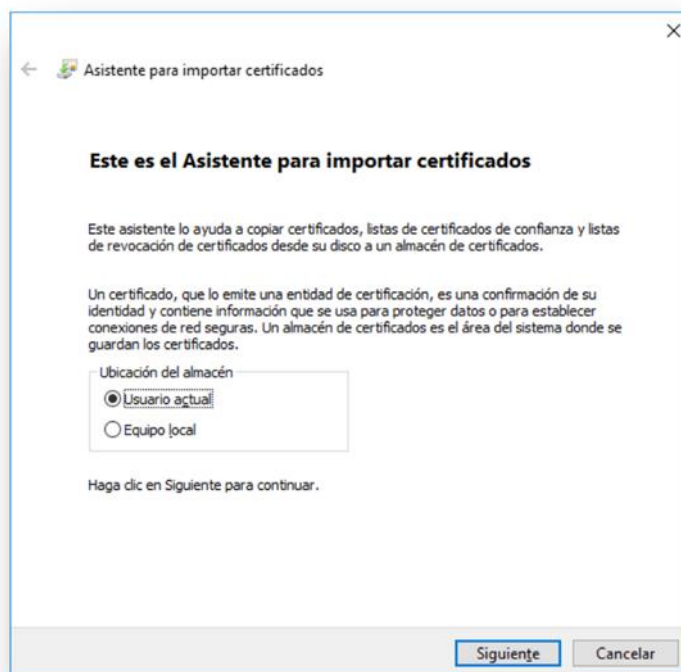 Asistente para importar certificados
Este es el Asistente para importar certificados
Este asistente lo ayuda a copiar certificados, listas de certificados de confianza y listas
de revocación de certificados desde su disco a un almacén de certificados.
Un certificado, que lo emite una entidad de certificación, es una confirmación de su
identidad y contiene información que se usa para proteger datos o para establecer
conexiones de red seguras. Un almacén de certificados es el área del sistema donde se
guardan los certificados.
Ubicación del almacén
Usuario actual
Equipo local
Haga clic en Siguiente para continuar.
Siguiente Cancelar